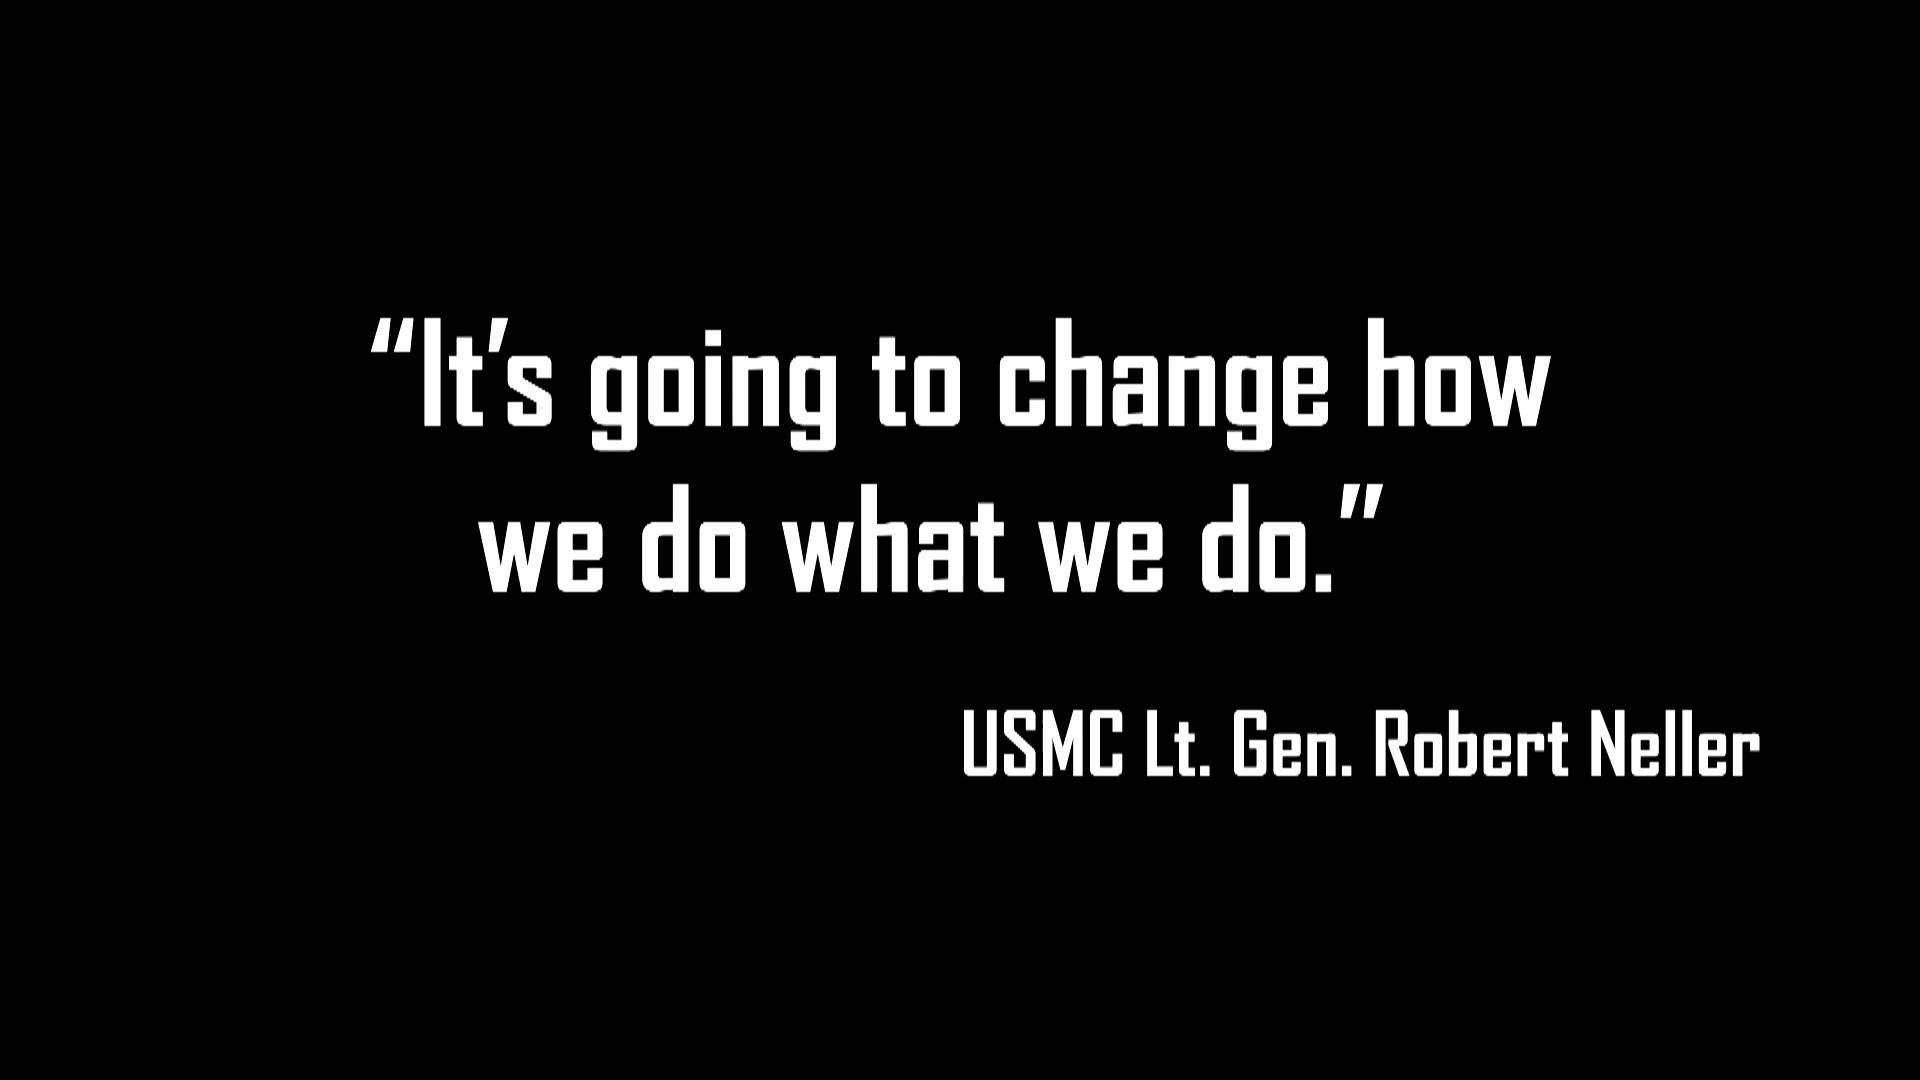 “It’s going to change how
we do what we do.”
USMC Lt. Gen. Robert Neller